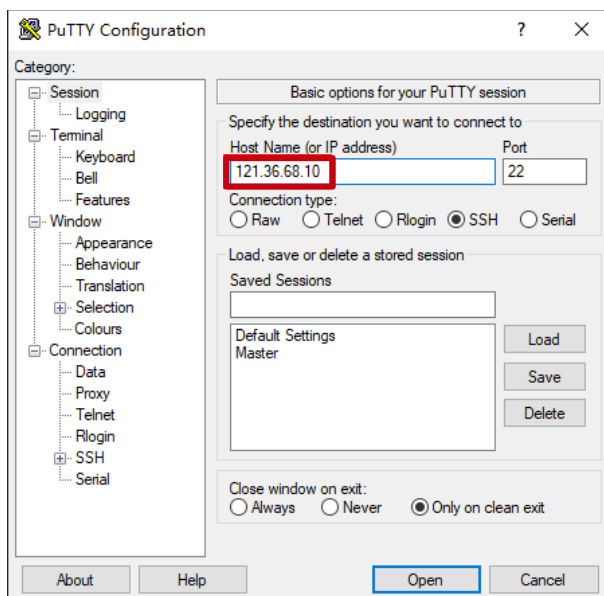 PuTTY Configuration
Category:
Session
Logging
Terminal
Keyboard
Bell
Features
Window
Appearance
Behaviour
Translation
Selection
Colours
Connection
Data
Proxy
Telnet
Rlogin
SSH
Serial
Basic options for your PuTTY session
Specify the destination you want to connect to
Host Name (or IP address) Port
121.36.68.10 22
Connection type:
Raw Telnet Rlogin SSH Serial
Load, save or delete a stored session
Saved Sessions
Default Settings
Master
Load
Save
Delete
Close window on exit:
Always Never Only on clean exit
About Help Open Cancel